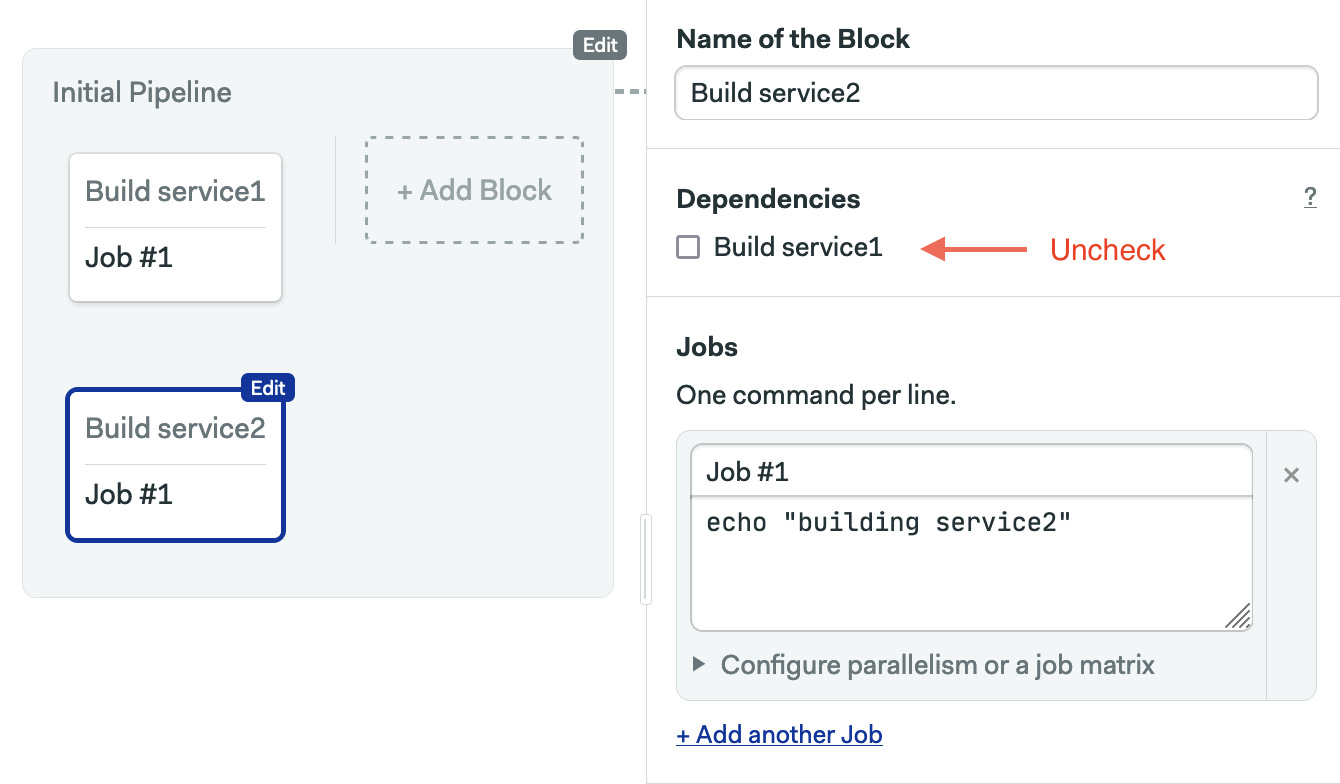 Edit
Initial Pipeline
Build service1
Job #1
+ Add Block
Edit
Build service2
Job #1
Name of the Block
Build service2
Dependencies
?
Build service1
Uncheck
Jobs
One command per line.
Job #1
×
echo "building service2"
Configure parallelism or a job matrix
+ Add another Job